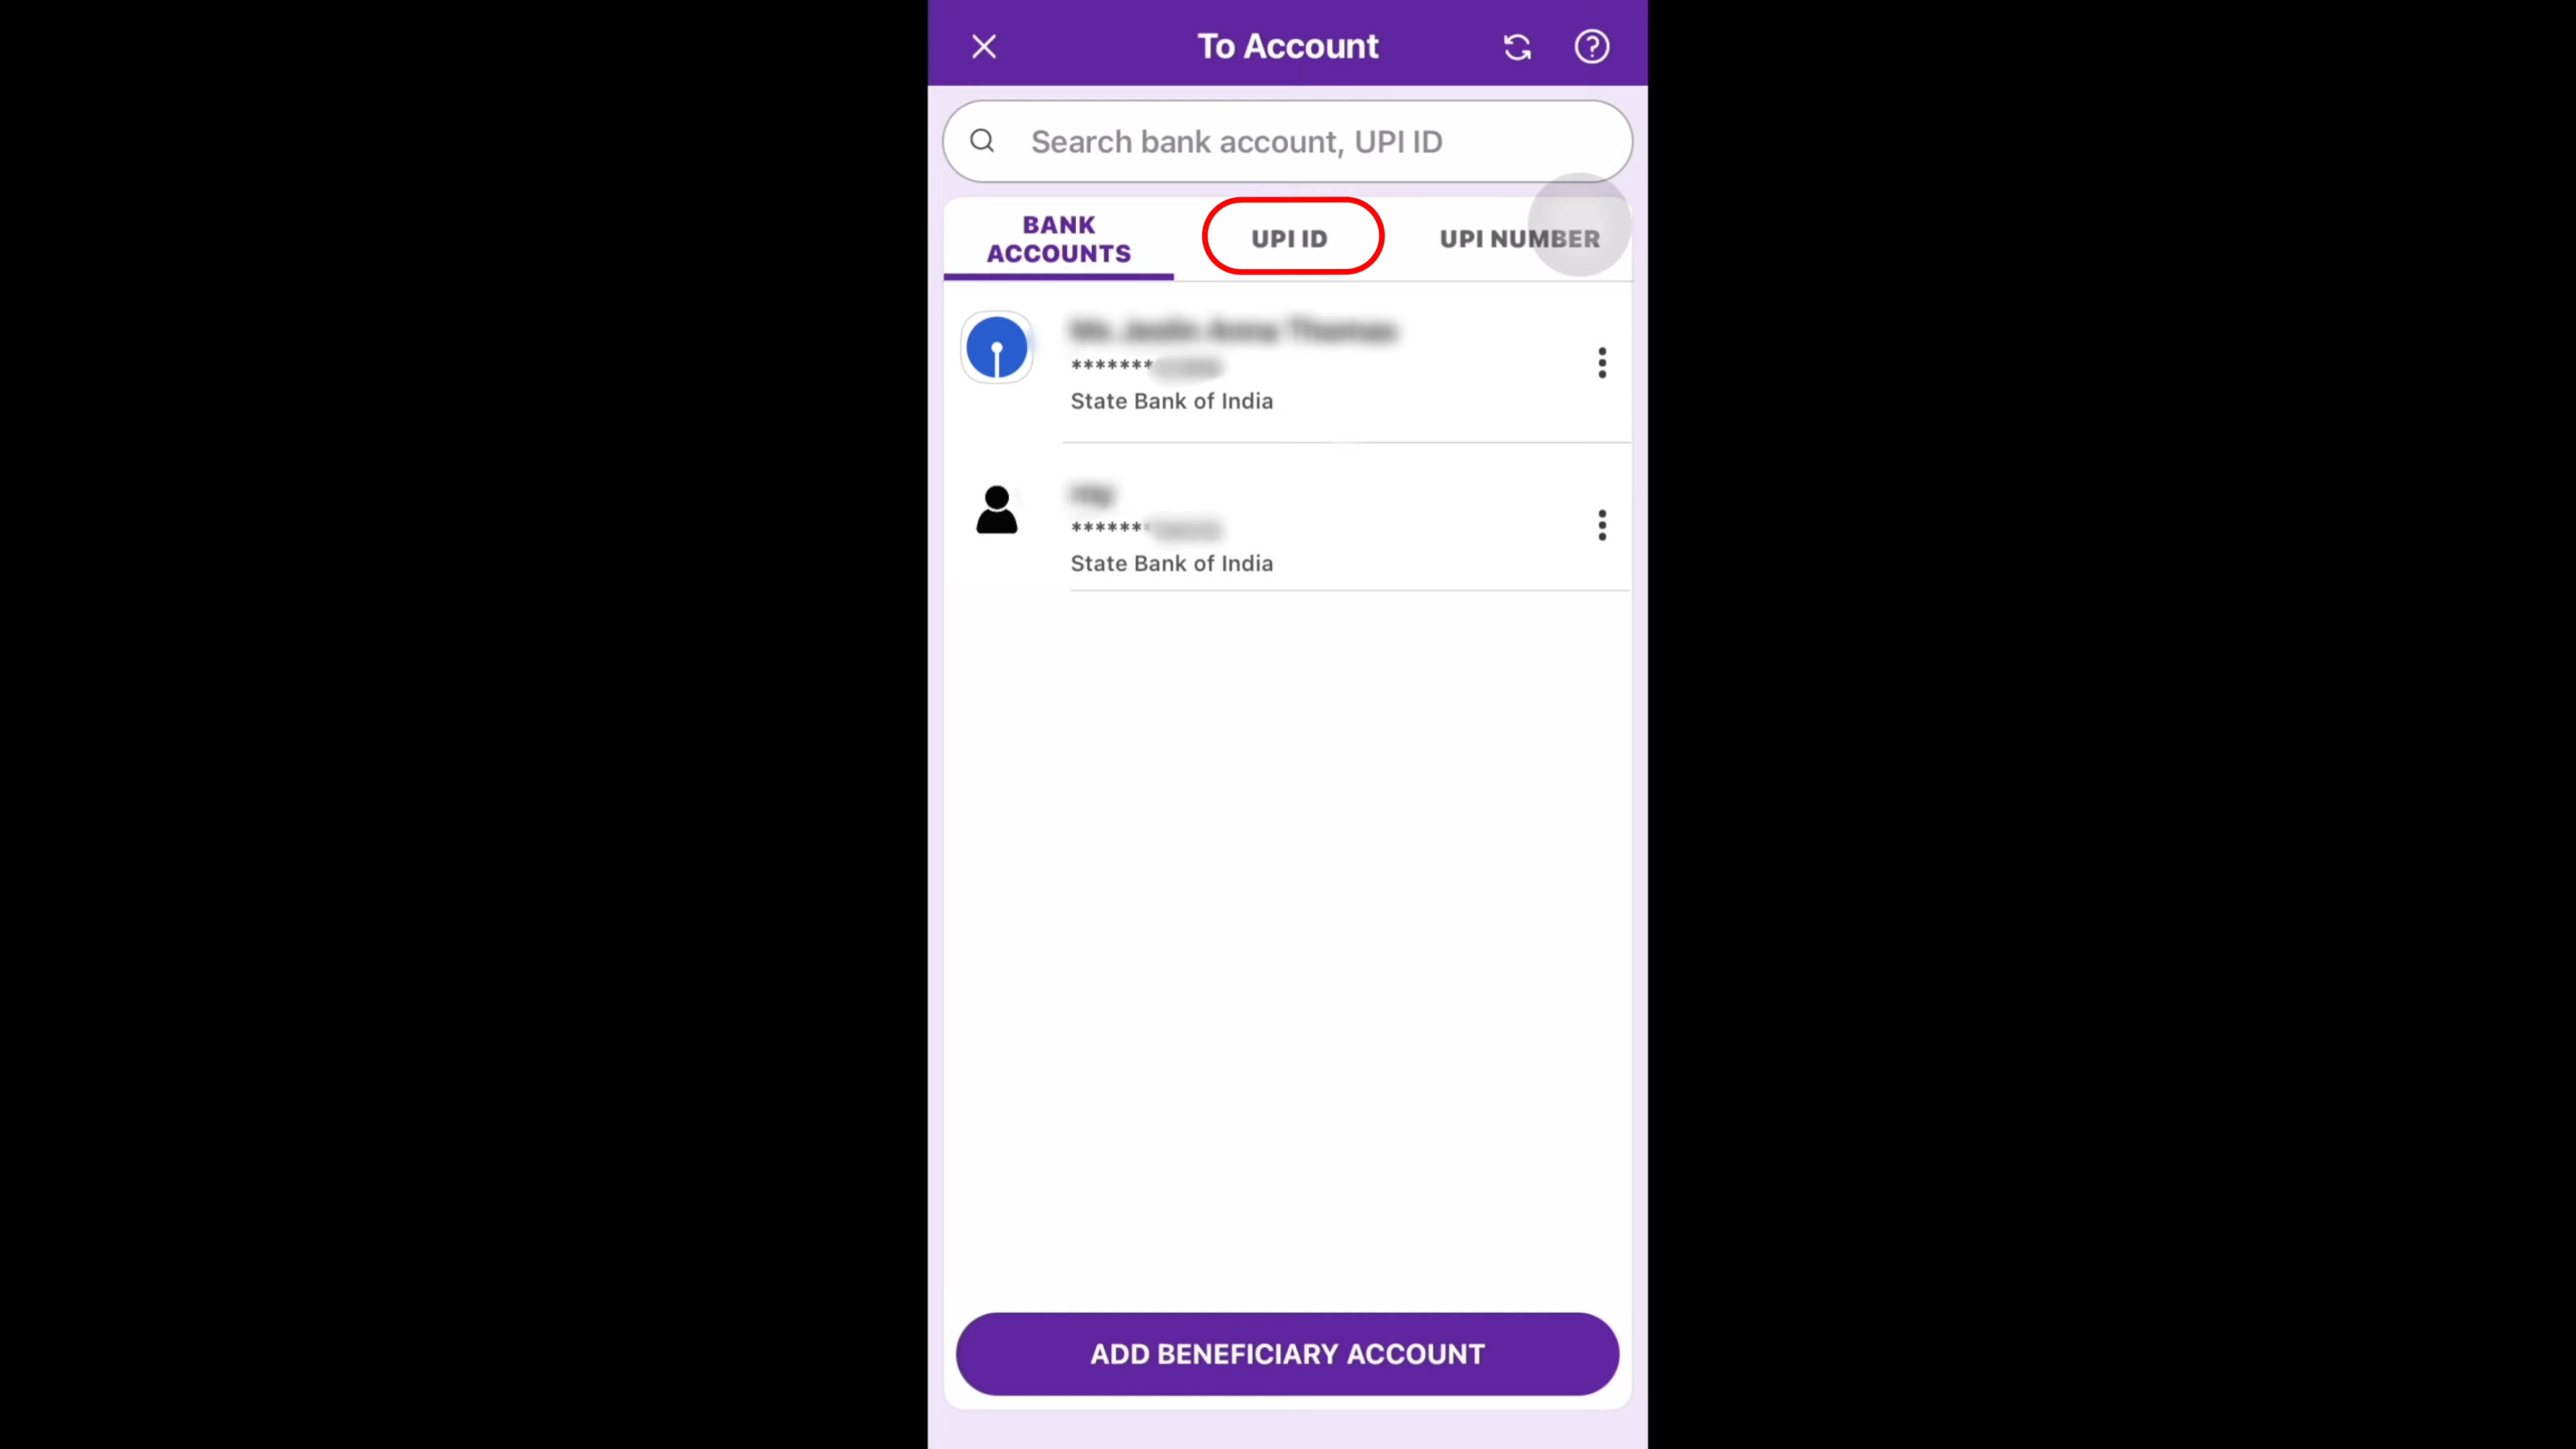 To Account
Search bank account, UPI ID
BANK
ACCOUNTS
UPI ID
UPI NUMBER
*******
State Bank of India
******
State Bank of India
ADD BENEFICIARY ACCOUNT